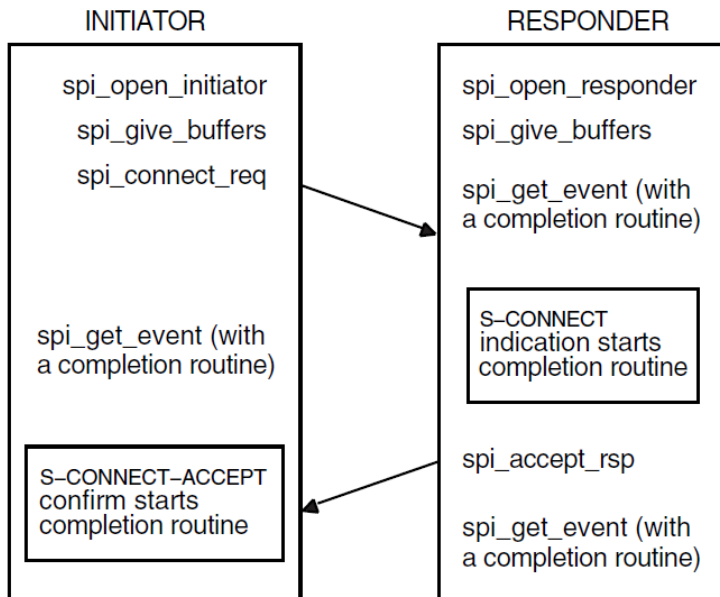 INITIATOR
spi_open_initiator
spi_give_buffers
spi_connect_req
spi_get_event (with
a completion routine)
S–CONNECT–ACCEPT
confirm starts
completion routine
RESPONDER
spi_open_responder
spi_give_buffers
spi_get_event (with
a completion routine)
S–CONNECT
indication starts
completion routine
spi_accept_rsp
spi_get_event (with
a completion routine)